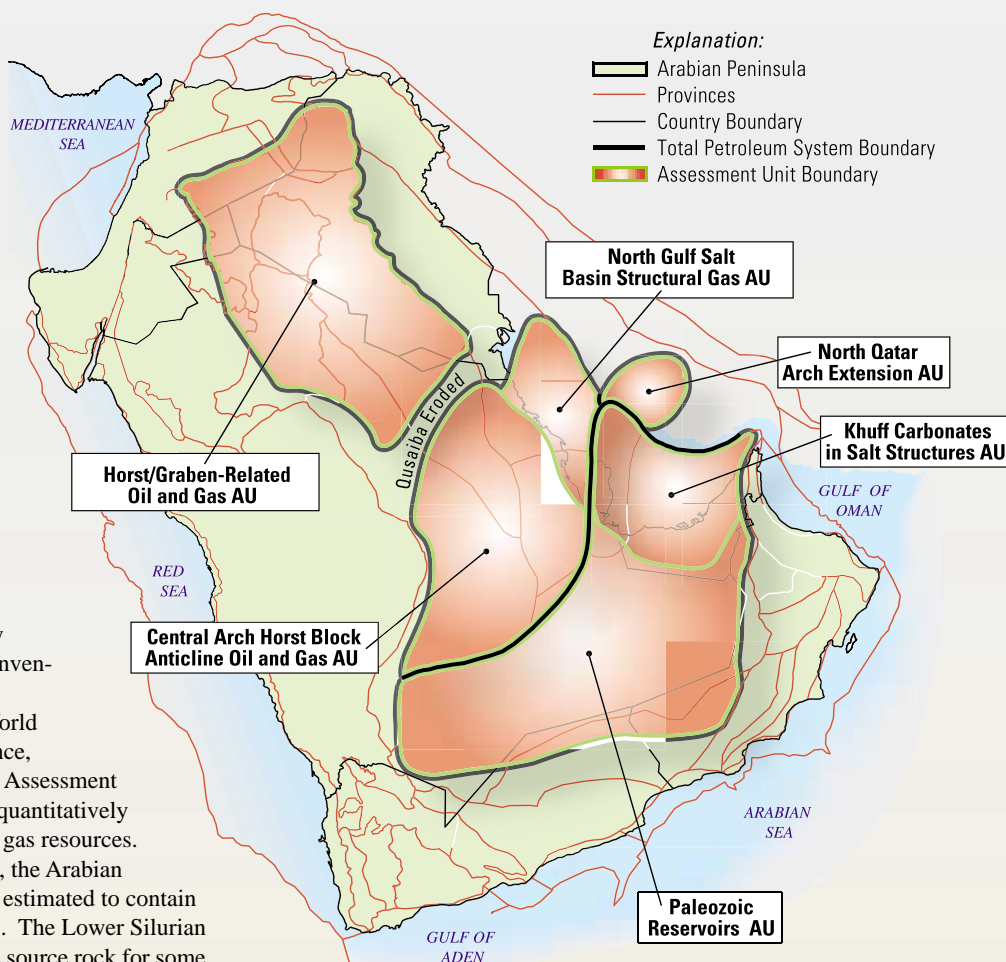 Explanation:
Arabian Peninsula
Provinces
Country Boundary
Total Petroleum System Boundary
Assessment Unit Boundary
MEDITERRANEAN
SEA
North Gulf Salt
Basin Structural Gas AU
North Qatar
Arch Extension AU
Khuff Carbonates
in Salt Structures AU
Qusaiba Eroded
Horst/Graben-Related
Oil and Gas AU
GULF OF
OMAN
RED
SEA
Central Arch Horst Block
Anticline Oil and Gas AU
ARABIAN
SEA
Paleozoic
Reservoirs AU
GULF OF
ADEN
y
nven-
orld
nce,
Assessment
quantitatively
gas resources.
, the Arabian
estimated to contain
. The Lower Silurian
source rock for some